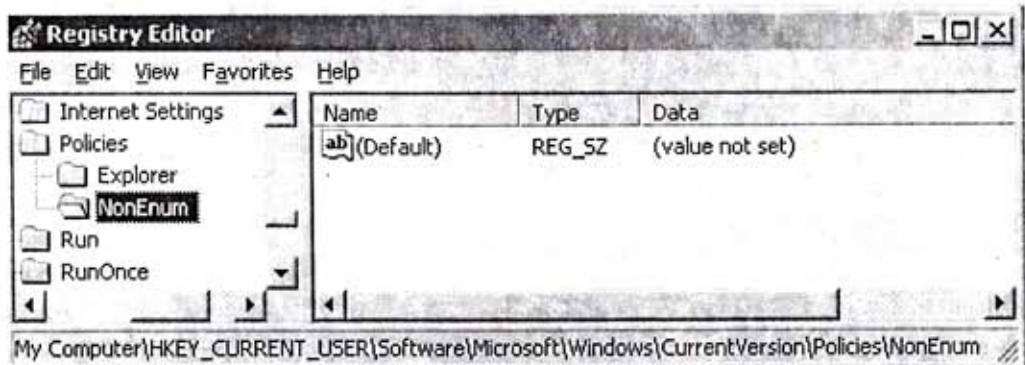 Registry Editor
File Edit View Favorites Help
Internet Settings
Policies
Explorer
NonEnum
Run
RunOnce
Name Type Data
ab (Default) REG_SZ (value not set)
My Computer\HKEY_CURRENT_USER\Software\Microsoft\Windows\CurrentVersion\Policies\NonEnum